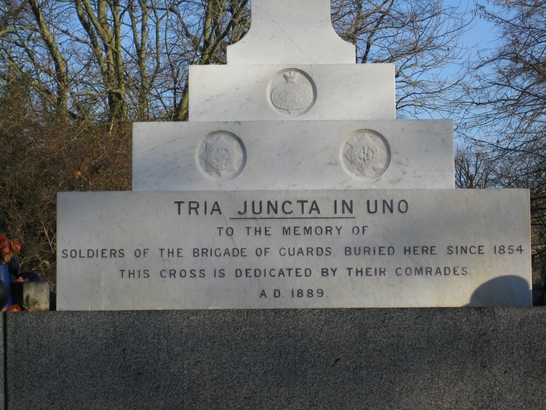 TRIA JUNCTA IN UNO
TO THE MEMORY OF
SOLDIERS OF THE BRIGADE OF GUARDS BURIED HERE SINCE 1854
THIS CROSS IS DEDICATED BY THEIR COMRADES.
A.D. 1889.